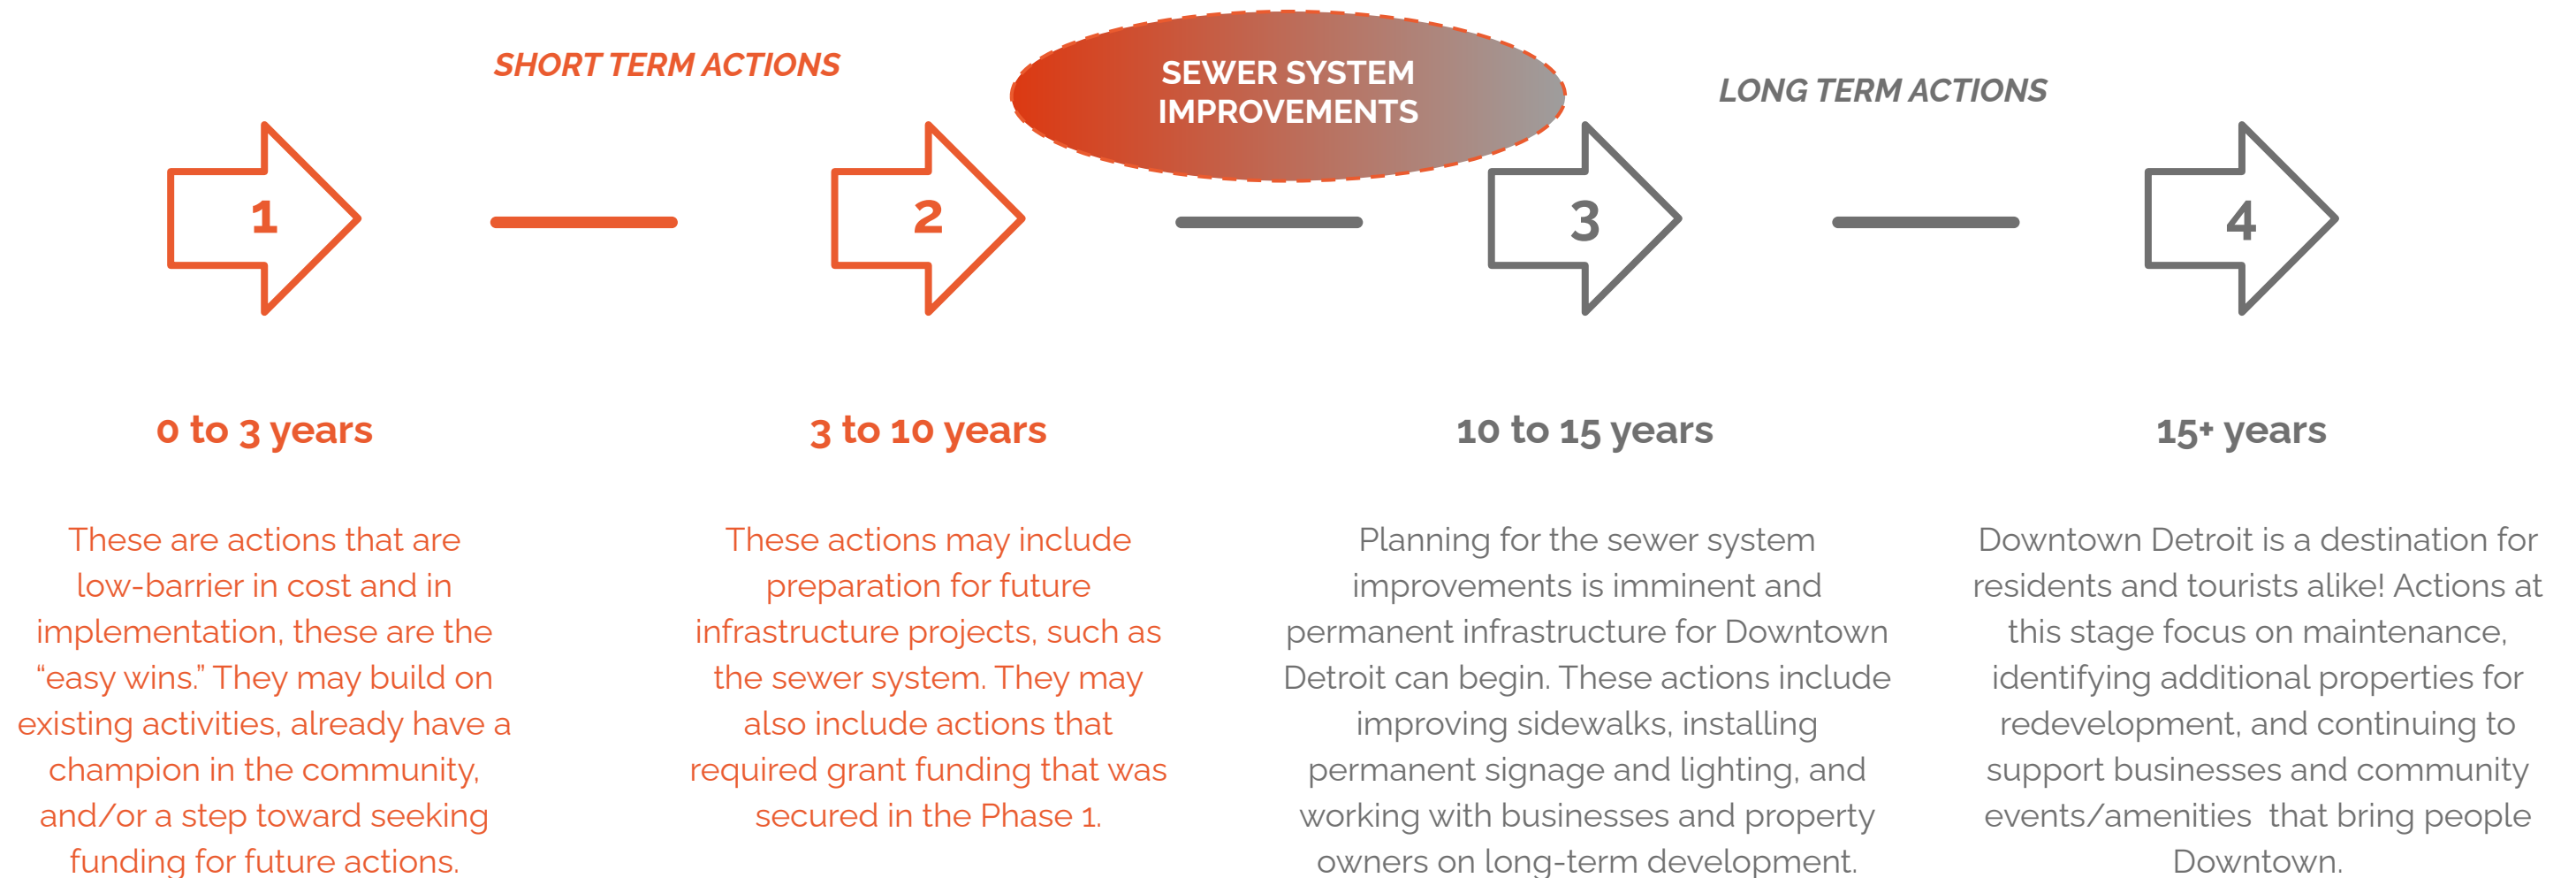 SHORT TERM ACTIONS
SEWER SYSTEM
IMPROVEMENTS
LONG TERM ACTIONS
1
2
3
4
0 to 3 years
These are actions that are
low-barrier in cost and in
implementation, these are the
“easy wins.” They may build on
existing activities, already have a
champion in the community,
and/or a step toward seeking
funding for future actions.
3 to 10 years
These actions may include
preparation for future
infrastructure projects, such as
the sewer system. They may
also include actions that
required grant funding that was
secured in the Phase 1.
10 to 15 years
Planning for the sewer system
improvements is imminent and
permanent infrastructure for Downtown
Detroit can begin. These actions include
improving sidewalks, installing
permanent signage and lighting, and
working with businesses and property
owners on long-term development.
15+ years
Downtown Detroit is a destination for
residents and tourists alike! Actions at
this stage focus on maintenance,
identifying additional properties for
redevelopment, and continuing to
support businesses and community
events/amenities  that bring people
Downtown.